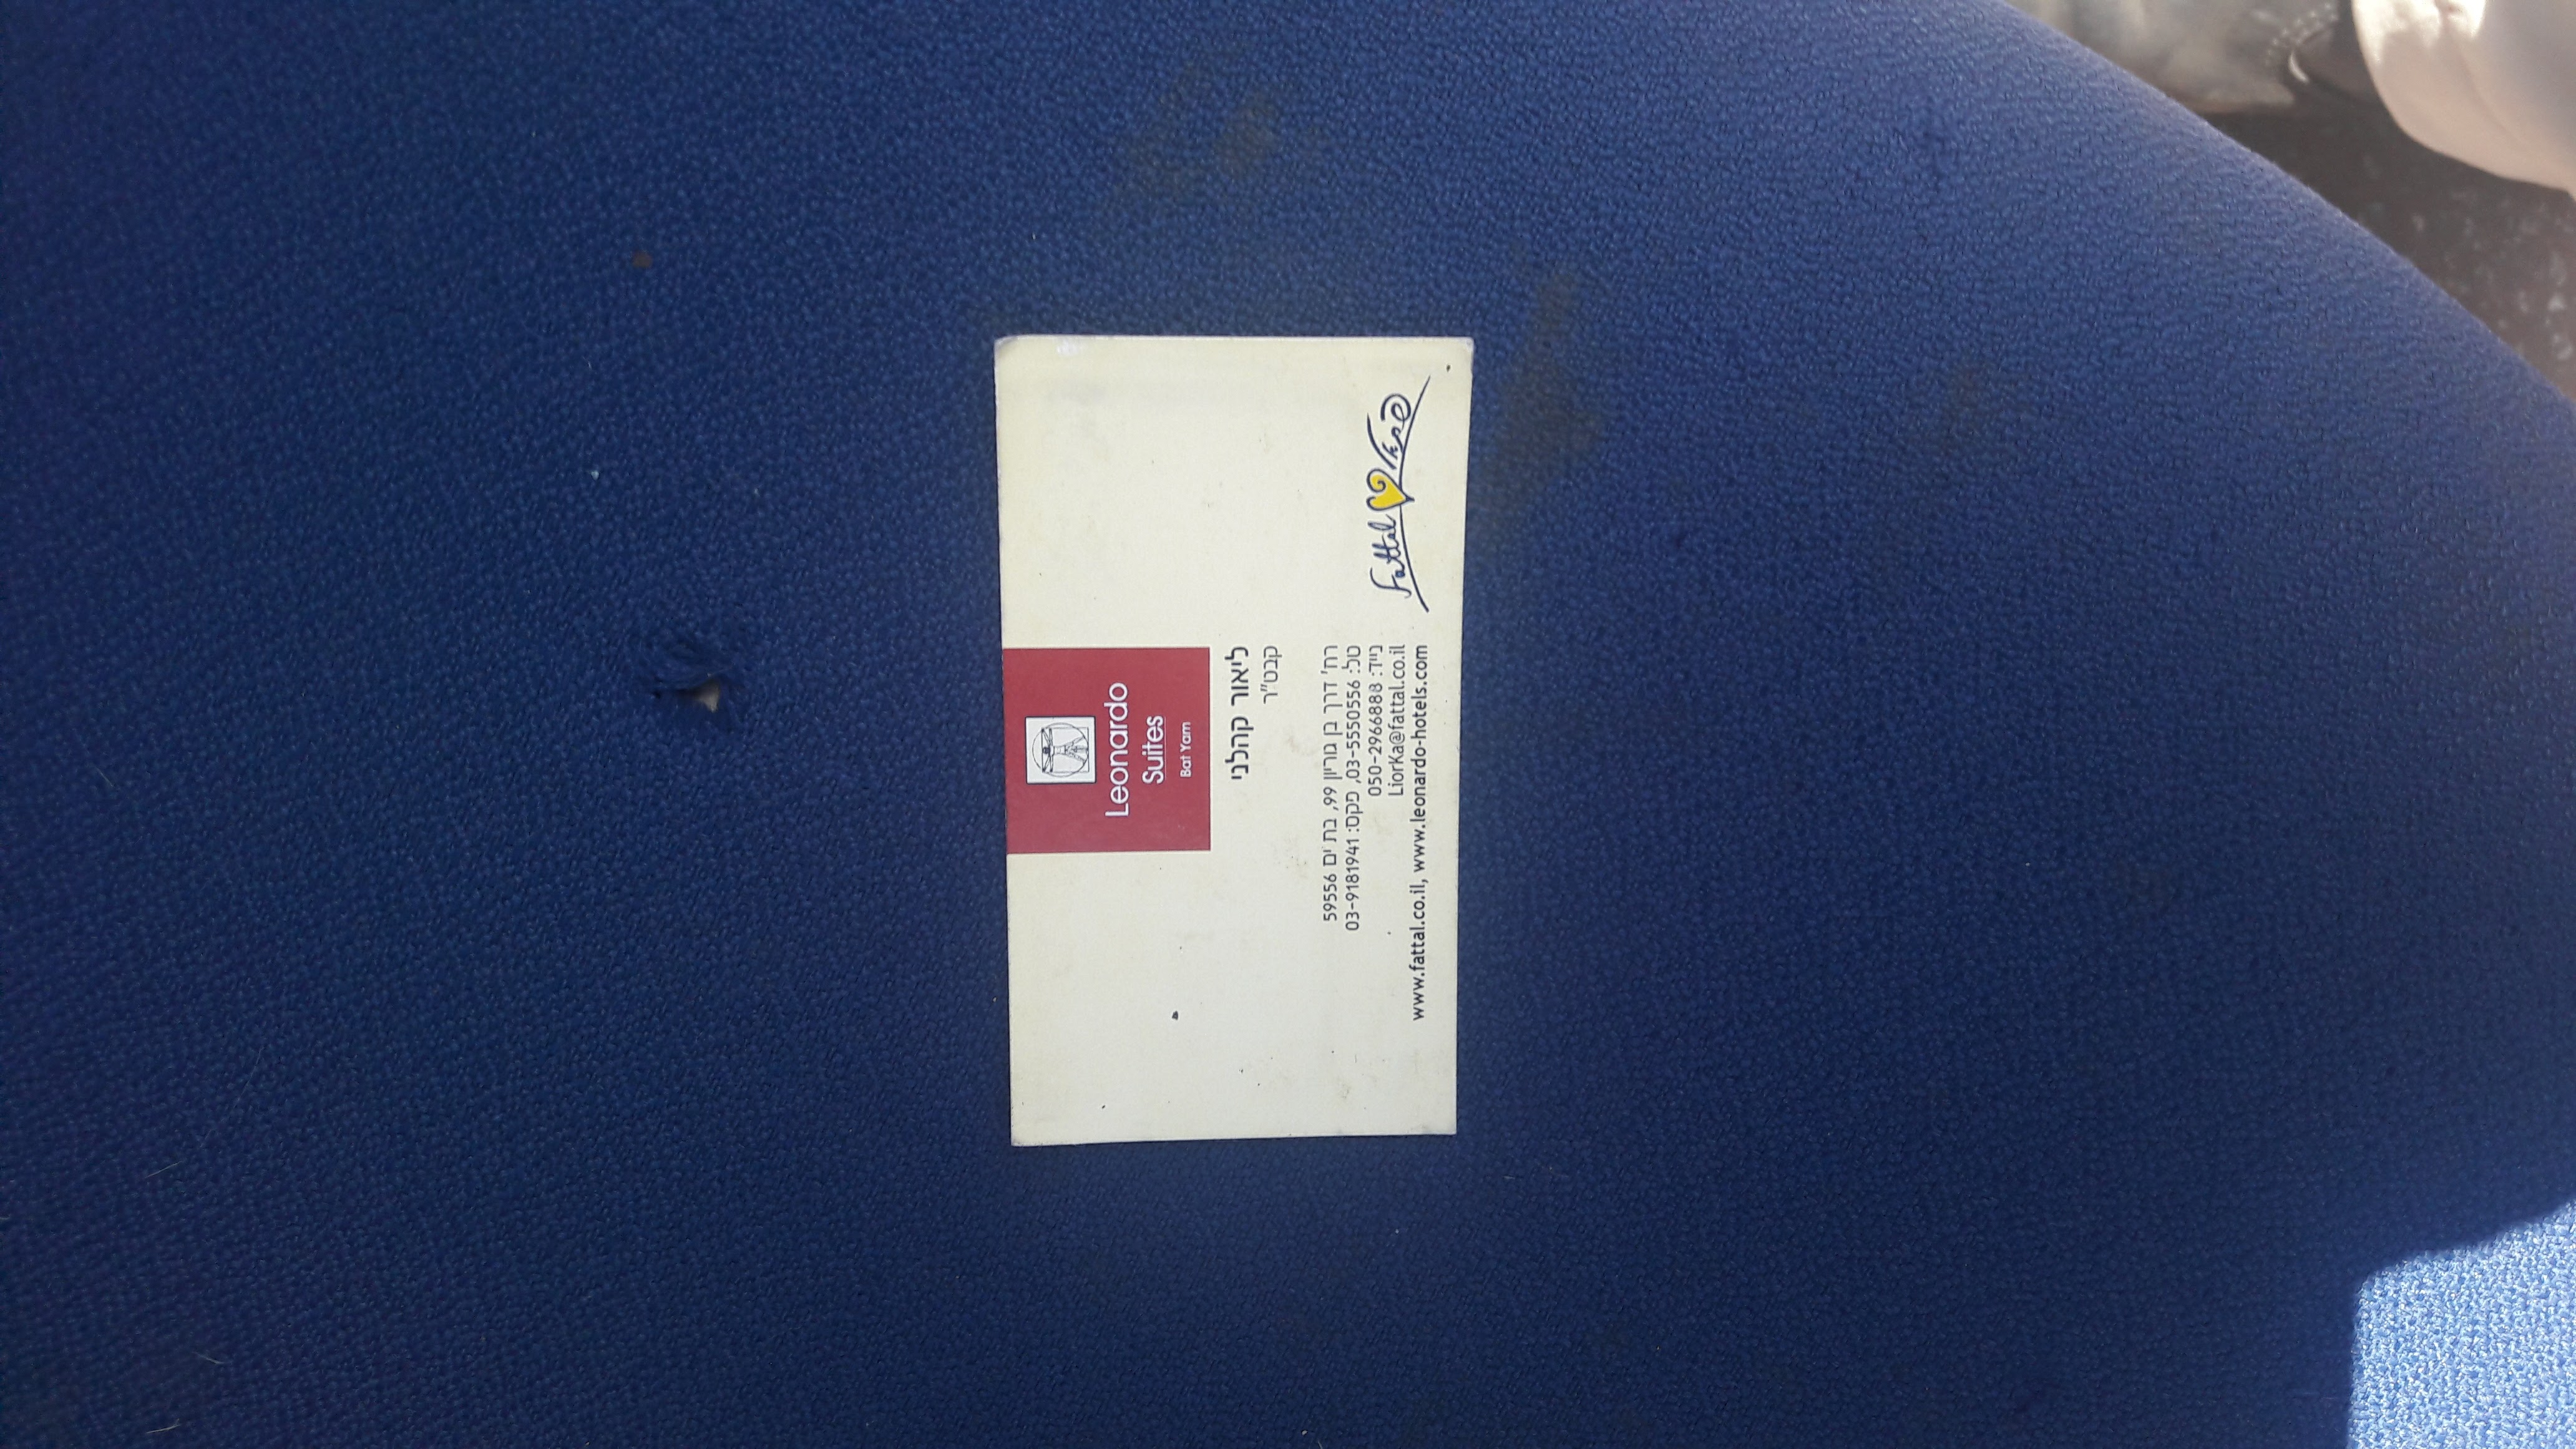 Leonardo
Suites
Bat Yam
ליאור קהלני
קבט"ר
רח' דרך בן גוריון 99, בת ים 59556
טל: 03-5550556, פקס: 03-9181941
נייד: 050-2966888
LiorKa@fattal.co.il
www.fattal.co.il, www.leonardo-hotels.com
Fattal פתאל